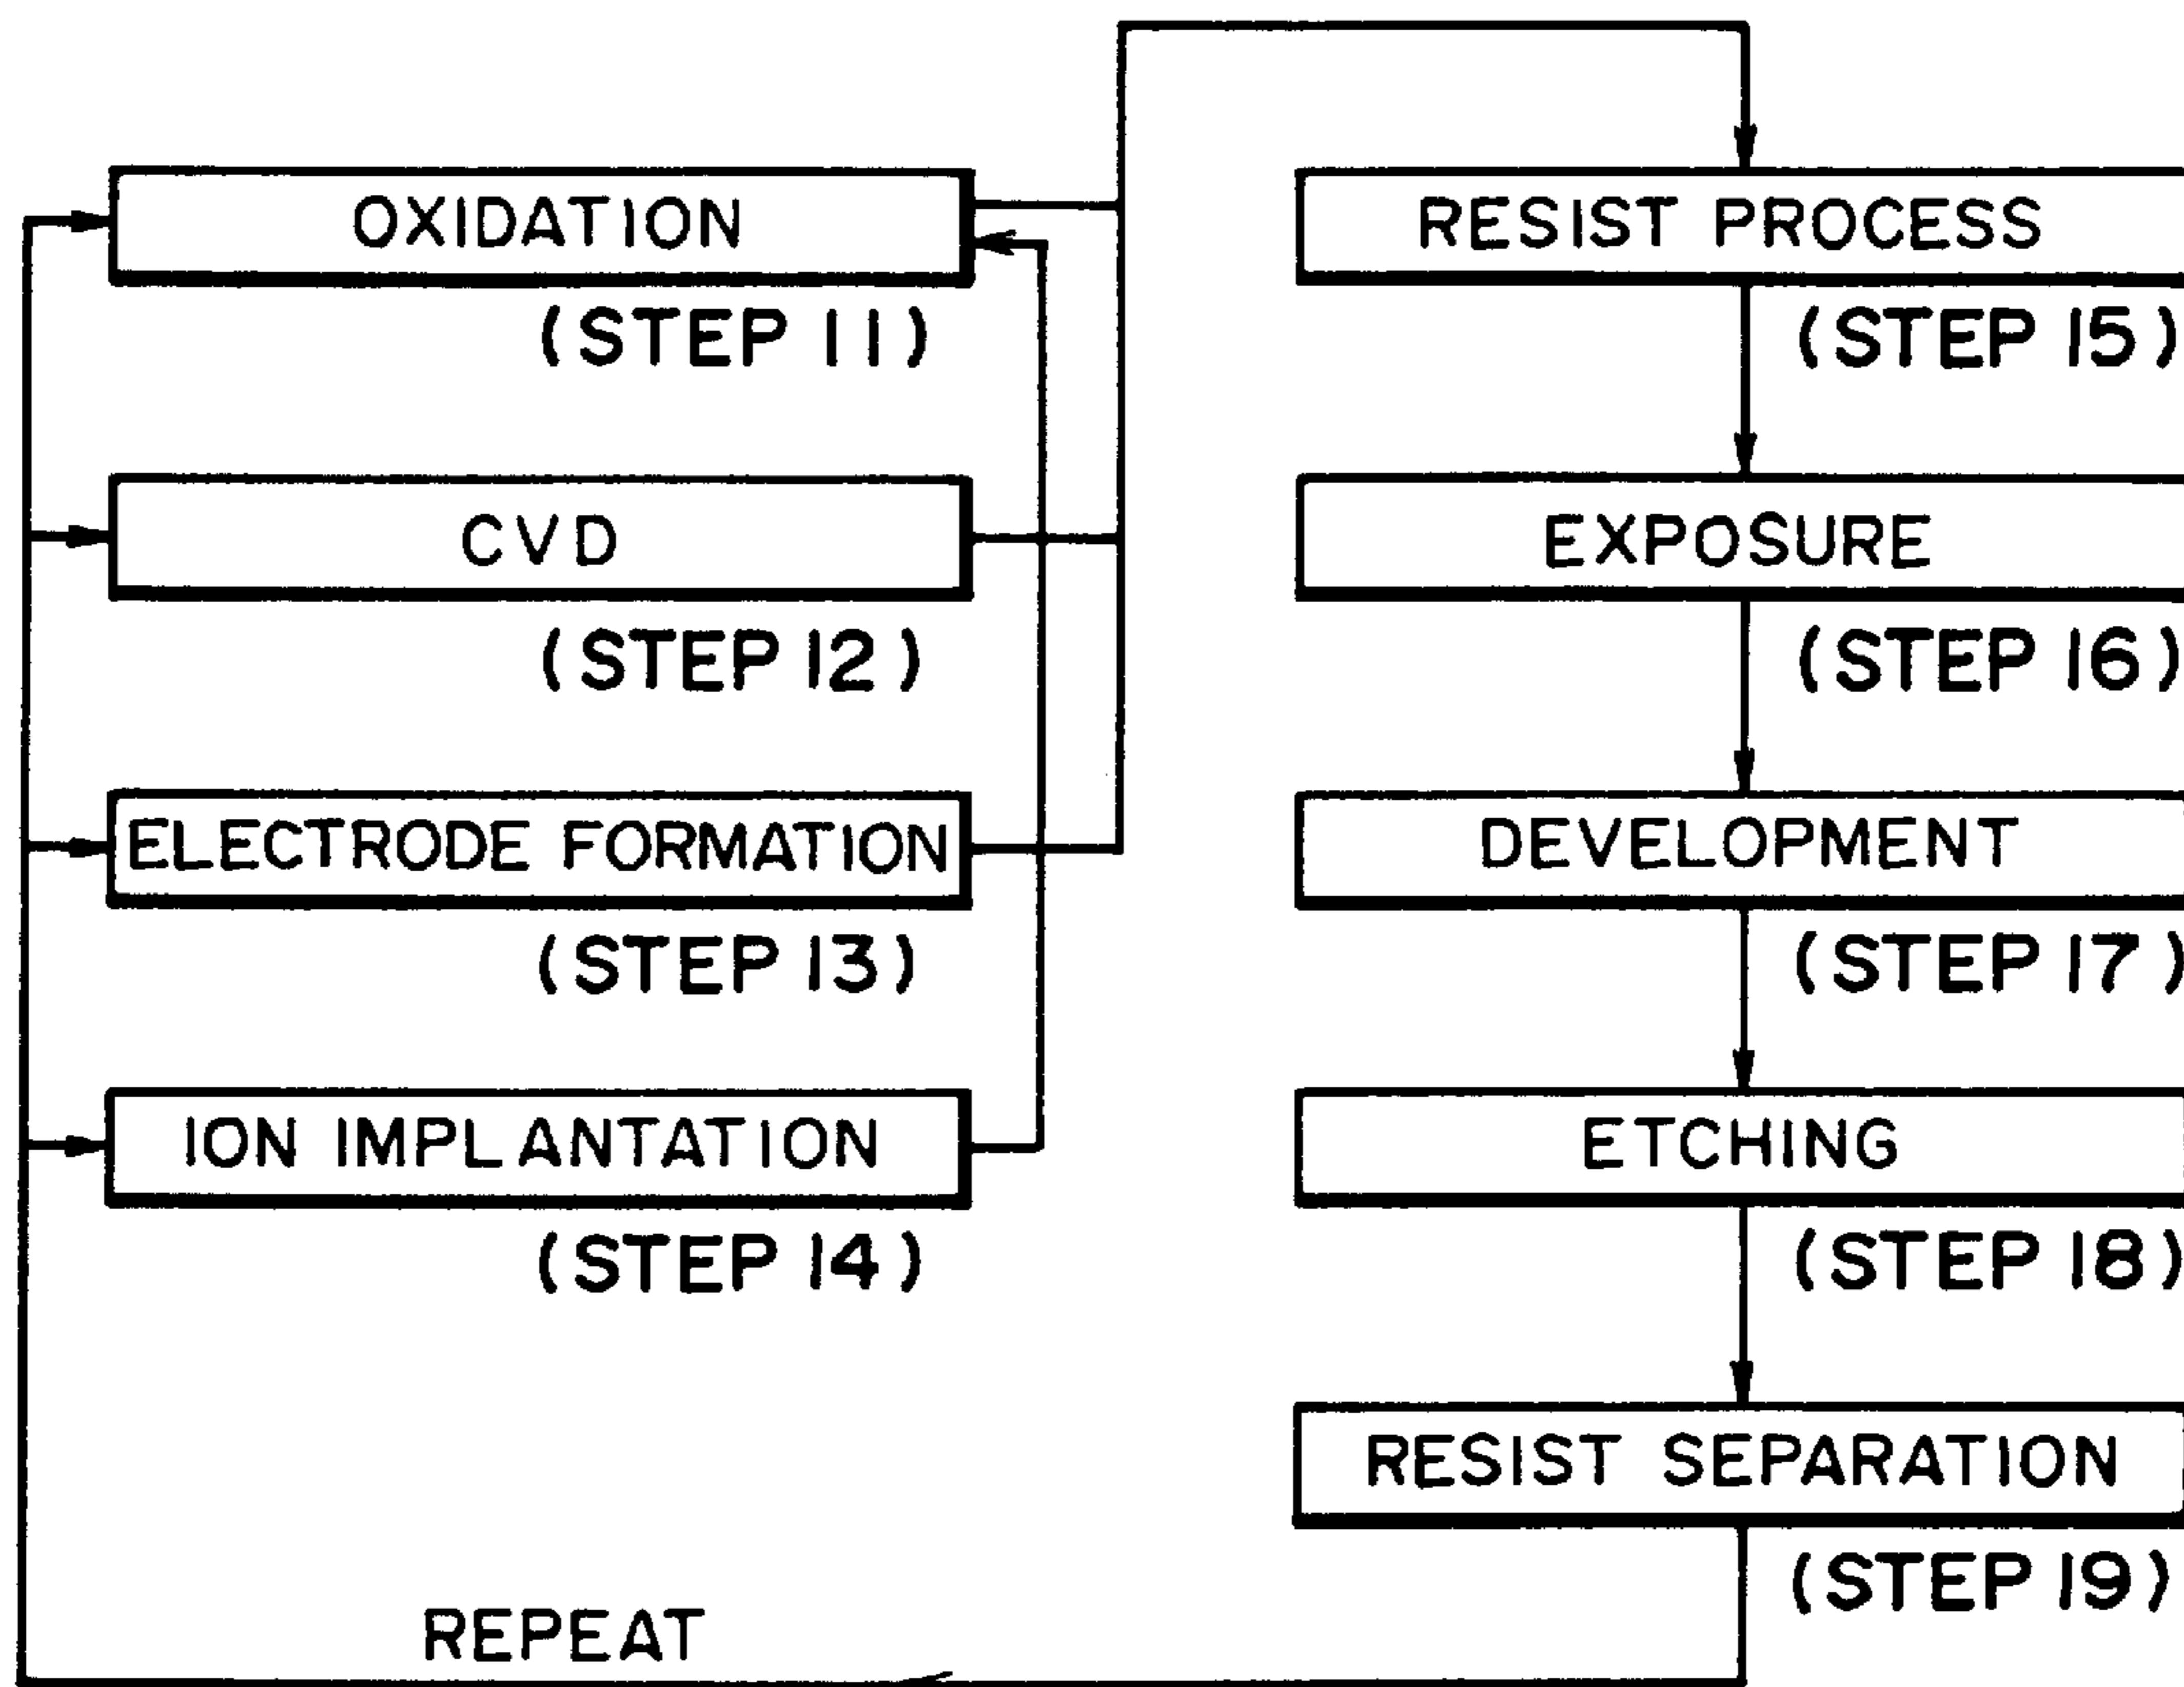 OXIDATION
(STEP 11)
CVD
(STEP 12)
ELECTRODE FORMATION
(STEP 13)
ION IMPLANTATION
(STEP 14)
RESIST PROCESS
(STEP 15)
EXPOSURE
(STEP 16)
DEVELOPMENT
(STEP 17)
ETCHING
(STEP 18)
RESIST SEPARATION
(STEP 19)
REPEAT